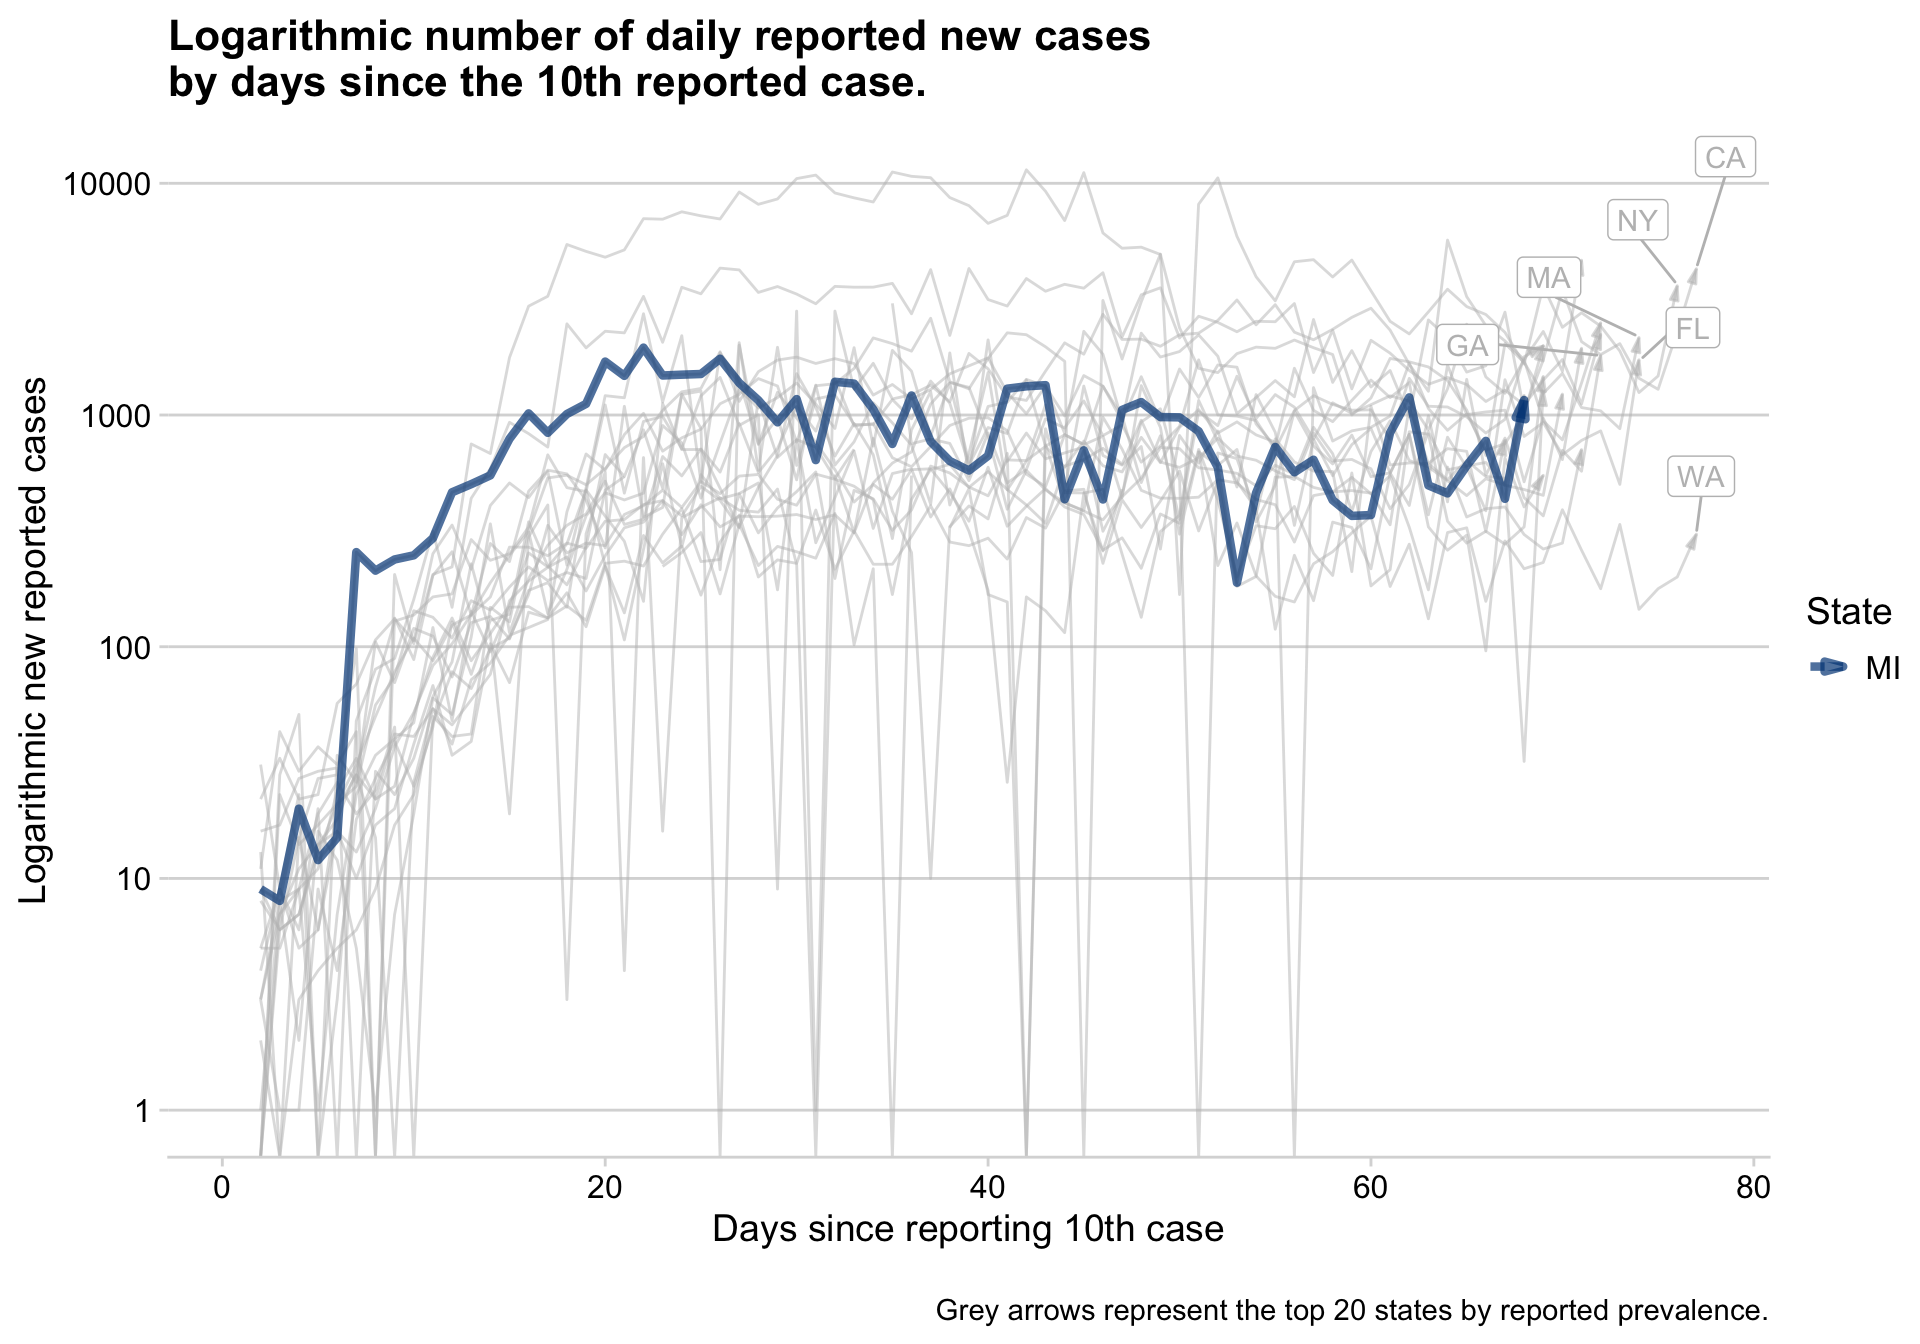 Logarithmic number of daily reported new cases
by days since the 10th reported case.
Logarithmic new reported cases
10000
1000
100
10
1
CA
NY
MA
FL
GA
WA
State
MI
0
20
40
60
80
Days since reporting 10th case
Grey arrows represent the top 20 states by reported prevalence.